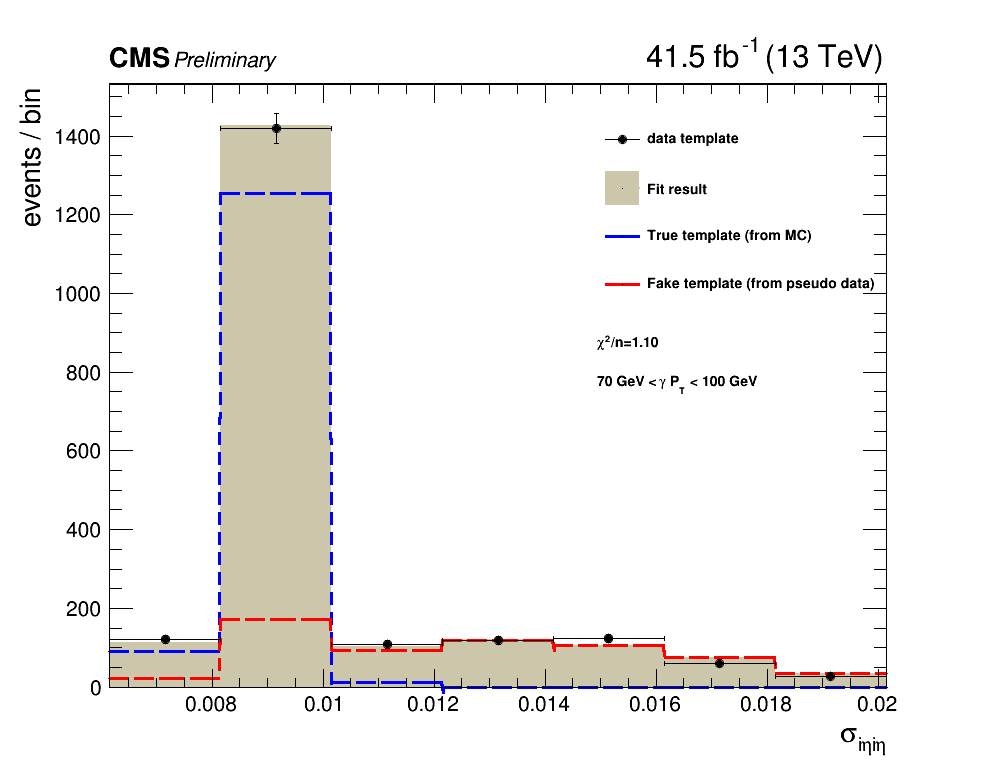 CMS Preliminary
41.5 fb⁻¹ (13 TeV)
events / bin
1400
1200
1000
800
600
400
200
0
data template
Fit result
True template (from MC)
Fake template (from pseudo data)
χ²/n=1.10
70 GeV < γ P_T < 100 GeV
0.008
0.01
0.012
0.014
0.016
0.018
0.02
σ_iηiη